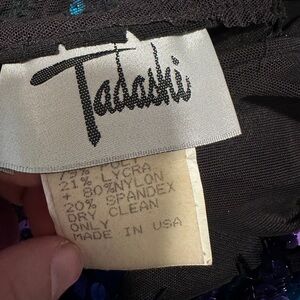 Tadashi
79% POLY
21% LYCRA
+ 80% NYLON
20% SPANDEX
DRY CLEAN
ONLY
MADE IN USA